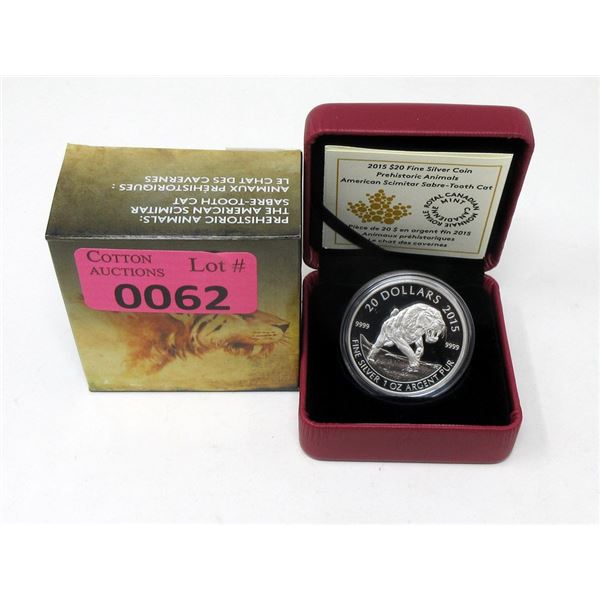 PREHISTORIC ANIMALS:
THE AMERICAN SCIMITAR
SABRE-TOOTH CAT
ANIMAUX PRÉHISTORIQUES :
LE CHAT DES CAVERNES
COTTON
AUCTIONS
Lot #
0062
2015 $20 Fine Silver Coin
Prehistoric Animals
American Scimitar Sabre-Tooth Cat
ROYAL CANADIAN MINT
MONNAIE ROYALE CANADIENNE
Pièce de 20 $ en argent fin 2015
Animaux préhistoriques
Le chat des cavernes
20 DOLLARS 2015
9999
9999
FINE SILVER 1 OZ ARGENT PUR